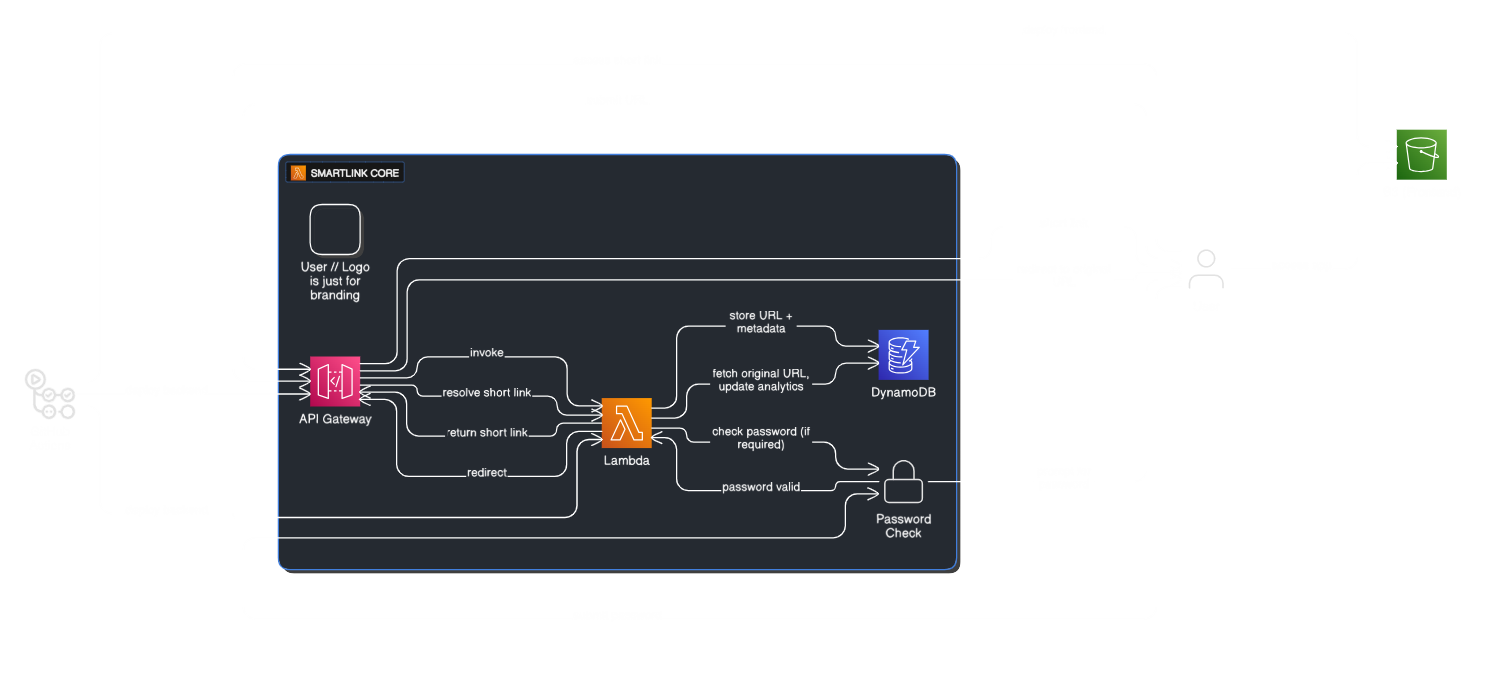 SMARTLINK CORE
User // Logo
is just for
branding
store URL +
metadata
invoke
fetch original URL,
update analytics
resolve short link
DynamoDB
API Gateway
return short link
check password (if
required)
Lambda
redirect
password valid
Password
Check